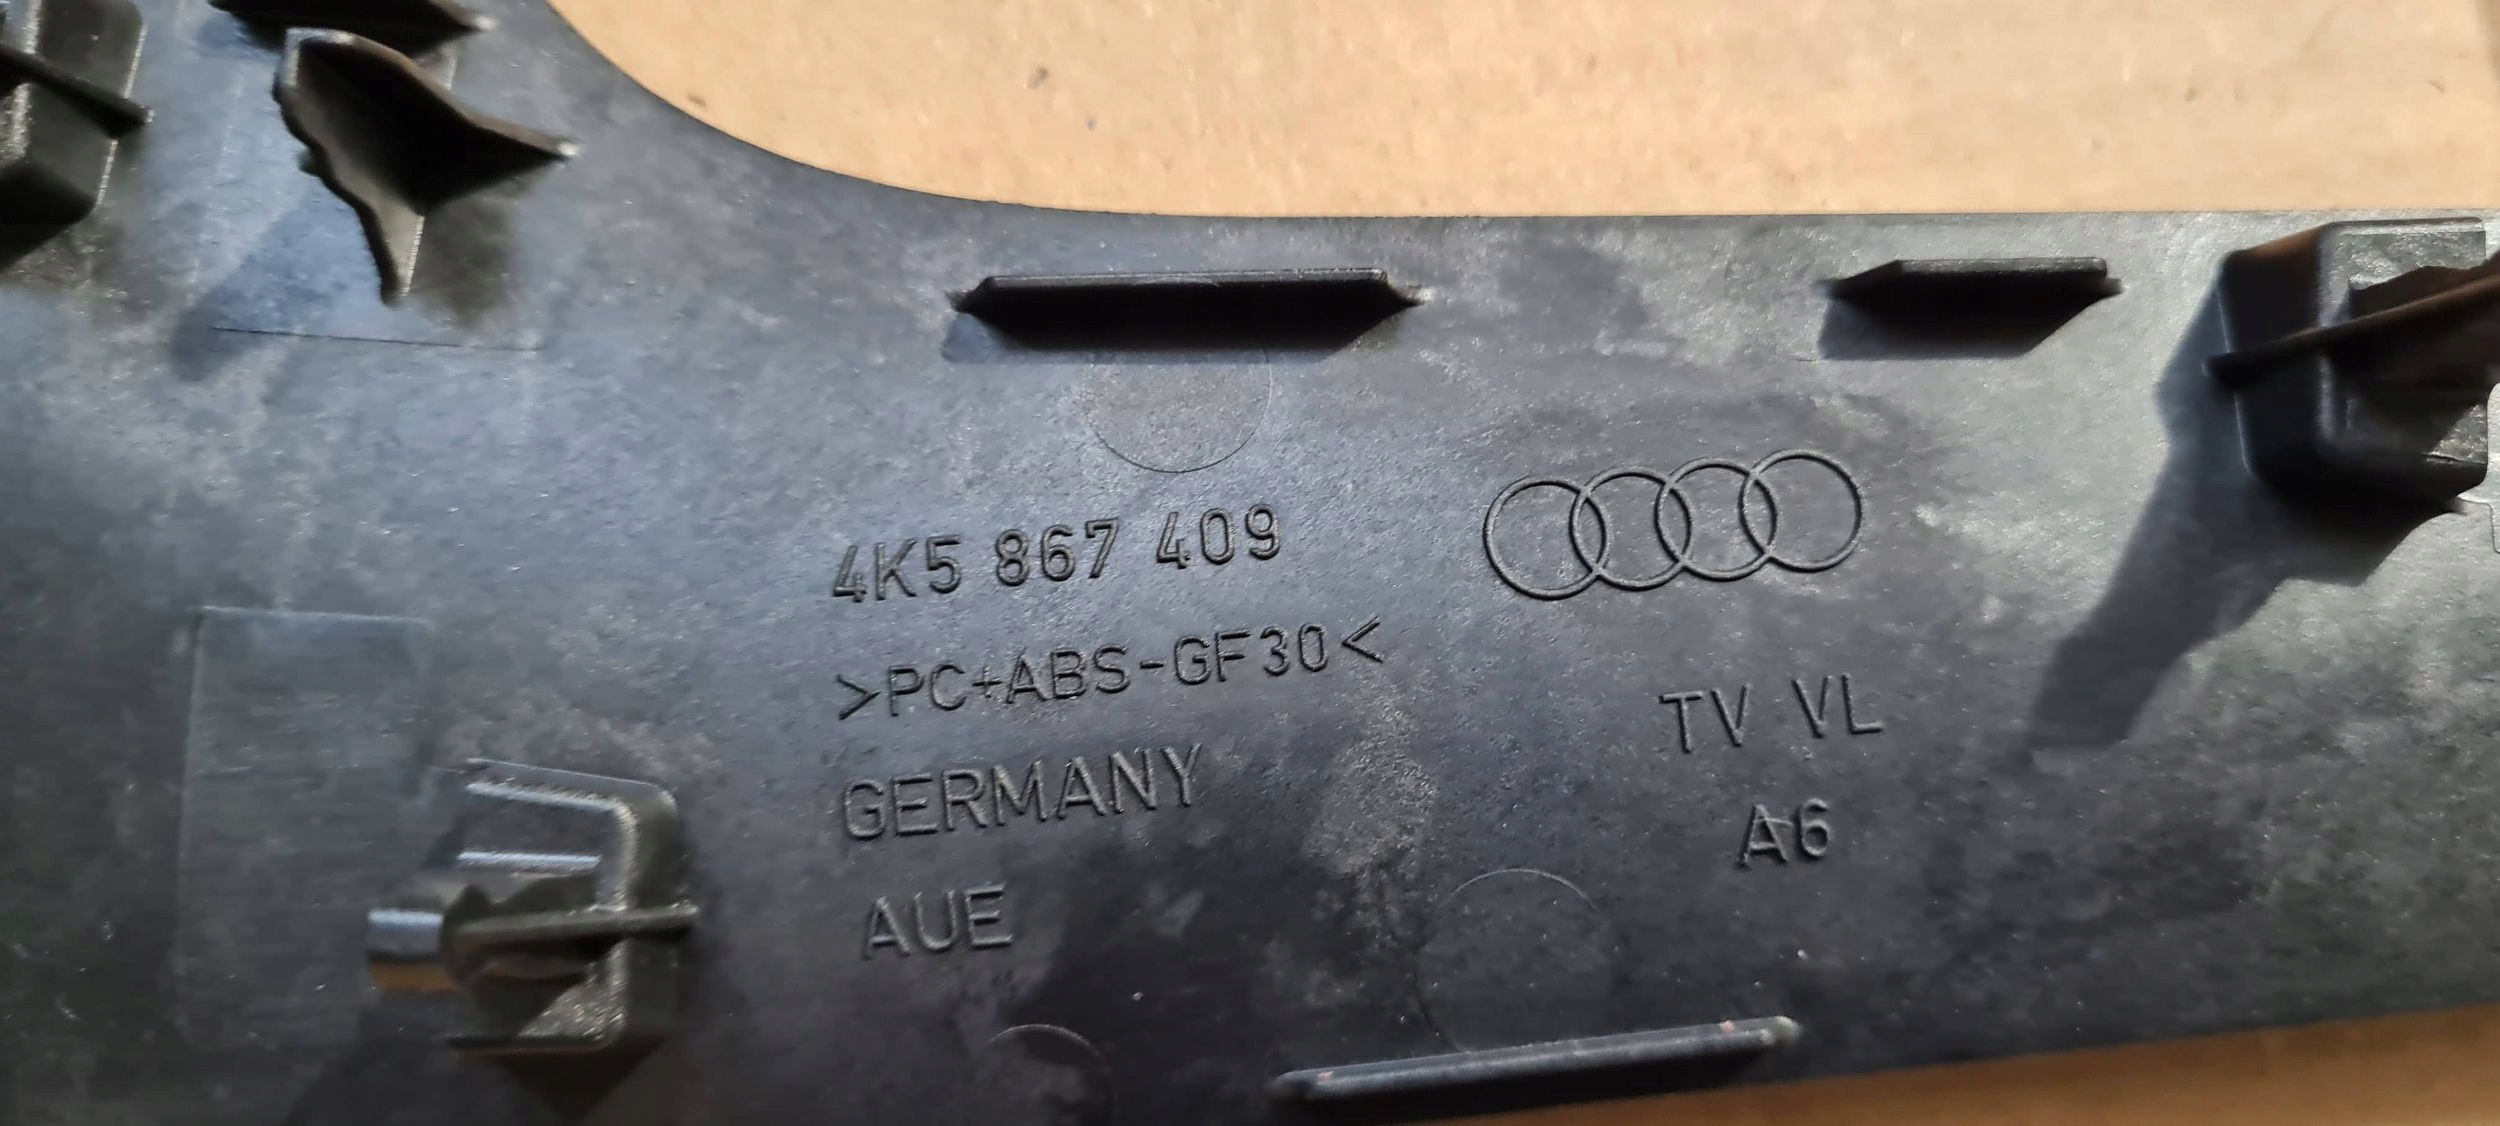 4K5 867 409
>PC+ABS-GF30<
GERMANY
AUE
TV VL
A6